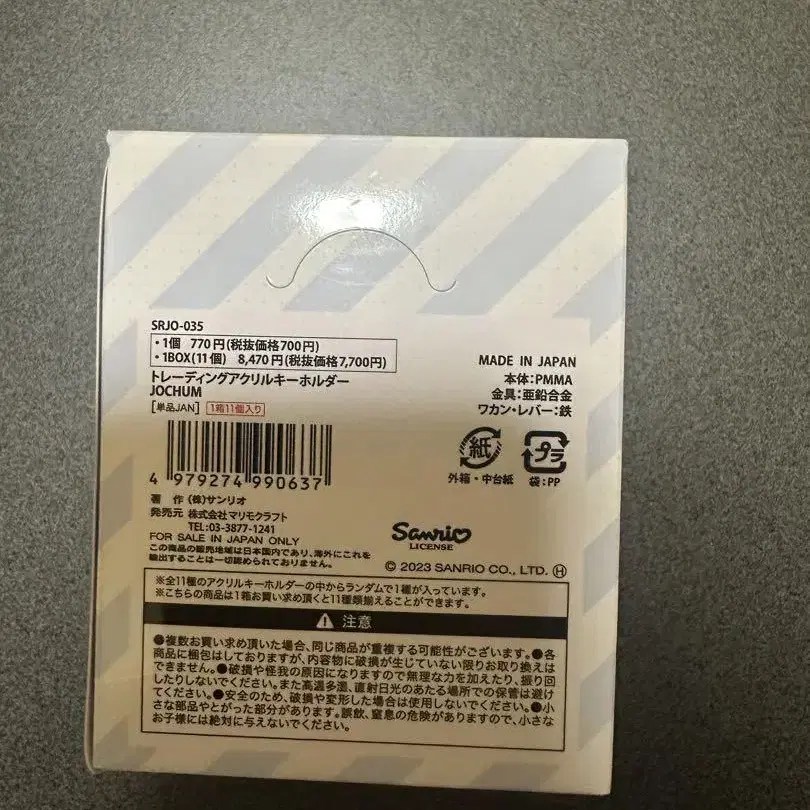 SRJO-035
・1個 770円(税抜価格700円)
・1BOX(11個) 8,470円(税抜価格7,700円)
トレーディングアクリルキーホルダー
JOCHUM
[単品JAN] 1箱11個入り
4 979274 990637
著 作 (株)サンリオ
発売元 株式会社マリモクラフト
TEL:03-3877-1241
FOR SALE IN JAPAN ONLY
この商品の販売地域は日本国内であり、海外にこれを
輸出することは一切認められておりません。
MADE IN JAPAN
本体:PMMA
金具:亜鉛合金
ワカン・レバー:鉄
紙 プラ
外箱・中台紙 袋:PP
Sanrio
LICENSE
© 2023 SANRIO CO., LTD. Ⓗ
※全11種のアクリルキーホルダーの中からランダムで1種が入っています。
※こちらの商品は1箱お買い求め頂くと11種類揃えることができます。
注意
●複数お買い求め頂いた場合、同じ商品が重複する可能性がございます。●各
商品に梱包はしておりますが、内容物に破損が生じていない限りお取り換えは
できません。●破損や怪我の原因になりますので無理な力を加えたり、振り回
したりしないでください。また高温多湿、直射日光のあたる場所での保管は避け
てください。●安全のため、破損や変形した場合は使用しないでください。●小
さな部品やとがった部分があります。誤飲、窒息の危険がありますので、小さな
お子様には絶対に与えないでください。